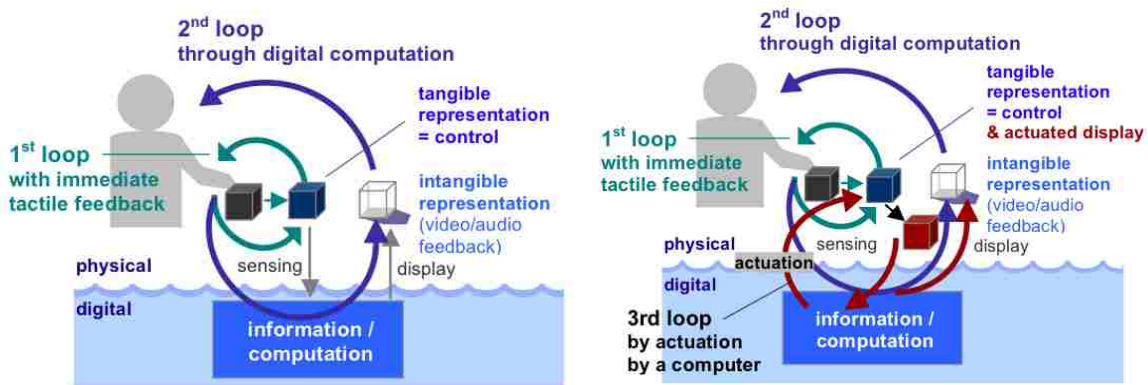 2nd loop
through digital computation
tangible
representation
= control
1st loop
with immediate
tactile feedback
intangible
representation
(video/audio
feedback)
physical
sensing
display
digital
information /
computation
2nd loop
through digital computation
tangible
representation
= control
& actuated display
1st loop
with immediate
tactile feedback
intangible
representation
(video/audio
feedback)
physical
sensing
display
actuation
digital
3rd loop
by actuation
by a computer
information /
computation